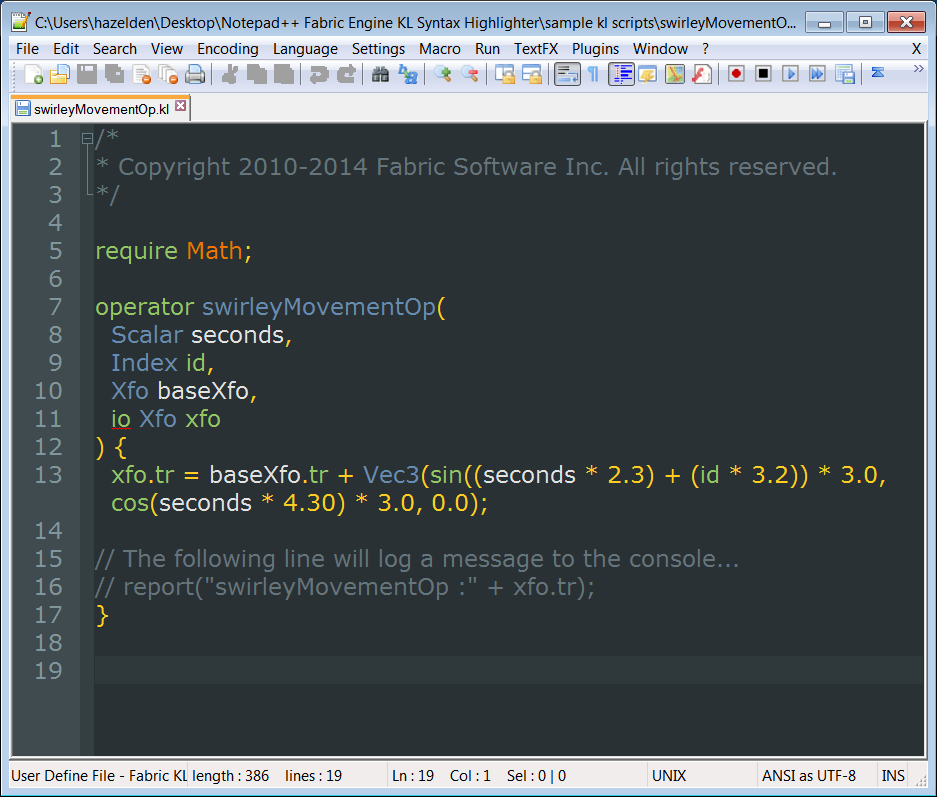 C:\Users\hazelden\Desktop\Notepad++ Fabric Engine KL Syntax Highlighter\sample kl scripts\swirleyMovementO...
File Edit Search View Encoding Language Settings Macro Run TextFX Plugins Window ? X
swirleyMovementOp.kl
1 /*
2 * Copyright 2010-2014 Fabric Software Inc. All rights reserved.
3 */
4
5 require Math;
6
7 operator swirleyMovementOp(
8 Scalar seconds,
9 Index id,
10 Xfo baseXfo,
11 io Xfo xfo
12 ) {
13 xfo.tr = baseXfo.tr + Vec3(sin((seconds * 2.3) + (id * 3.2)) * 3.0,
cos(seconds * 4.30) * 3.0, 0.0);
14
15 // The following line will log a message to the console...
16 // report("swirleyMovementOp :" + xfo.tr);
17 }
18
19
User Define File - Fabric KL length : 386 lines : 19 Ln : 19 Col : 1 Sel : 0 | 0 UNIX ANSI as UTF-8 INS